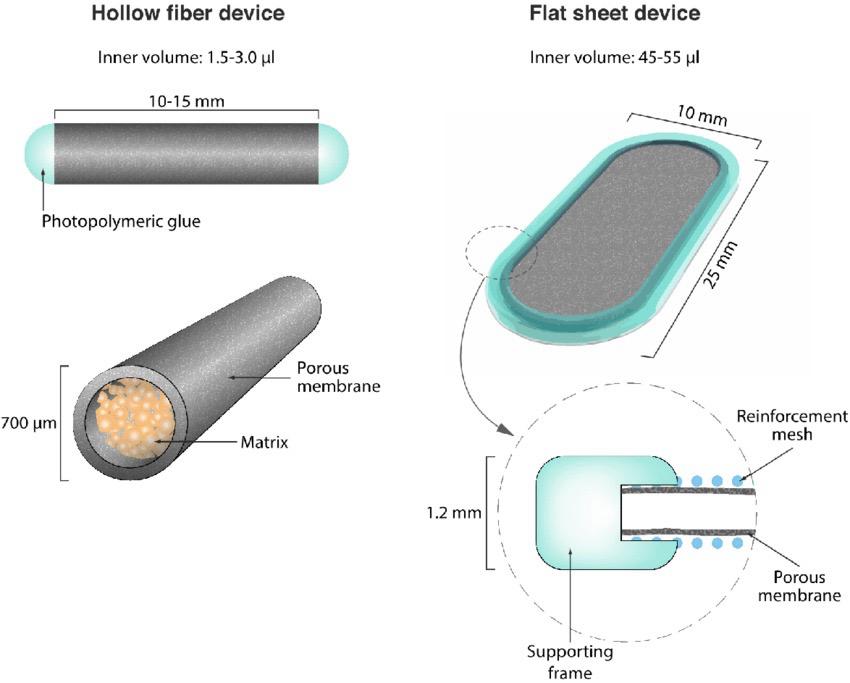 Hollow fiber device
Inner volume: 1.5-3.0 µl
10-15 mm
Photopolymeric glue
700 µm
Porous
membrane
Matrix
Flat sheet device
Inner volume: 45-55 µl
10 mm
25 mm
Reinforcement
mesh
1.2 mm
Porous
membrane
Supporting
frame